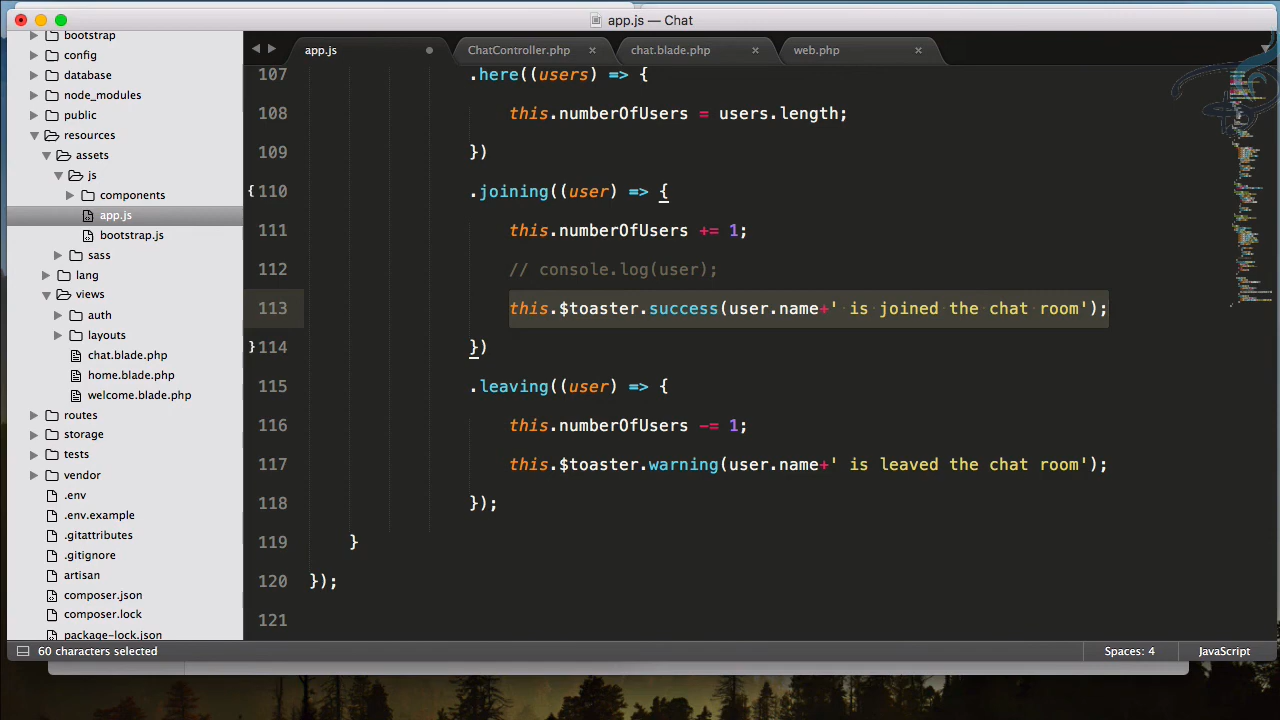 app.js — Chat
bootstrap
config
database
node_modules
public
resources
assets
js
components
app.js
bootstrap.js
sass
lang
views
auth
layouts
chat.blade.php
home.blade.php
welcome.blade.php
routes
storage
tests
vendor
.env
.env.example
.gitattributes
.gitignore
artisan
composer.json
composer.lock
package-lock.json
app.js
ChatController.php
chat.blade.php
web.php
107 .here((users) => {
108 this.numberOfUsers = users.length;
109 })
110 .joining((user) => {
111 this.numberOfUsers += 1;
112 // console.log(user);
113 this.$toaster.success(user.name+' is joined the chat room');
114 })
115 .leaving((user) => {
116 this.numberOfUsers -= 1;
117 this.$toaster.warning(user.name+' is leaved the chat room');
118 });
119 }
120 });
121
60 characters selected
Spaces: 4
JavaScript